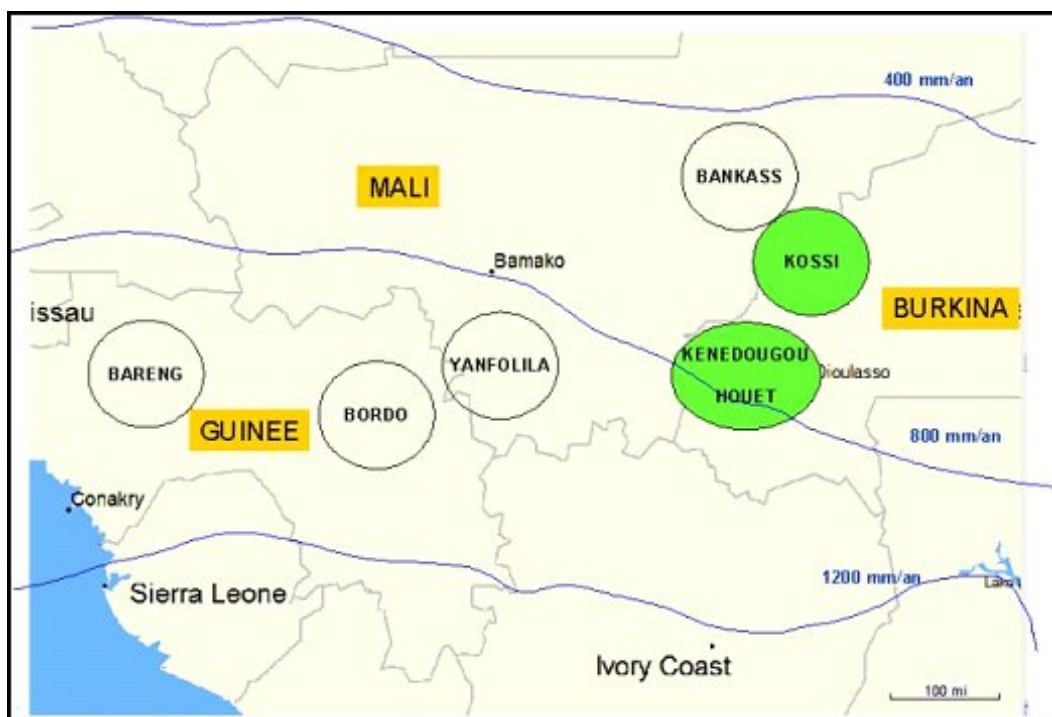 400 mm/an
BANKASS
MALI
KOSSI
Bamako
BURKINA
issau
KENEDOUGOU
Dioulasso
HOUET
YANFOLILA
BARENG
BORDO
GUINEE
800 mm/an
Conakry
1200 mm/an
Sierra Leone
Ivory Coast
100 mi